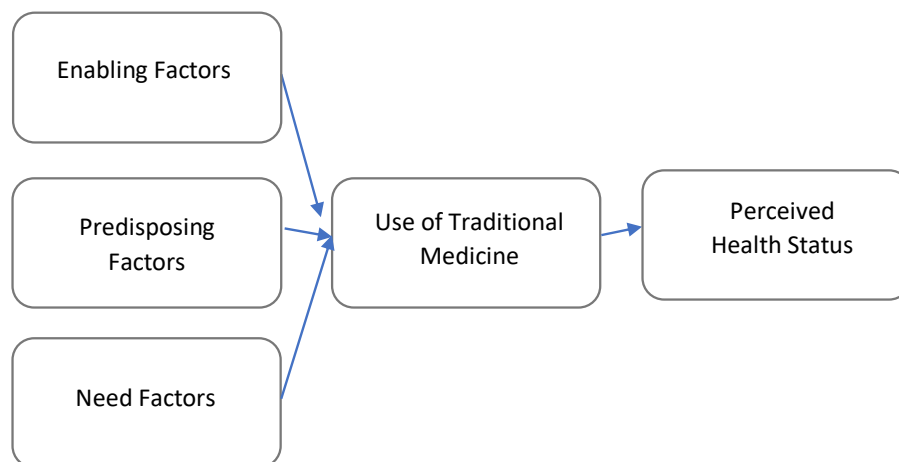 Enabling Factors
Predisposing
Factors
Need Factors
Use of Traditional
Medicine
Perceived
Health Status